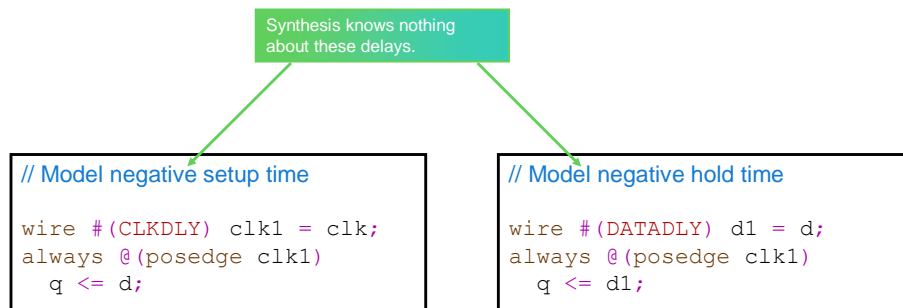 Synthesis knows nothing
about these delays.
// Model negative setup time
wire #(CLKDLY) clk1 = clk;
always @(posedge clk1)
q <= d;
// Model negative hold time
wire #(DATADLY) d1 = d;
always @(posedge clk1)
q <= d1;